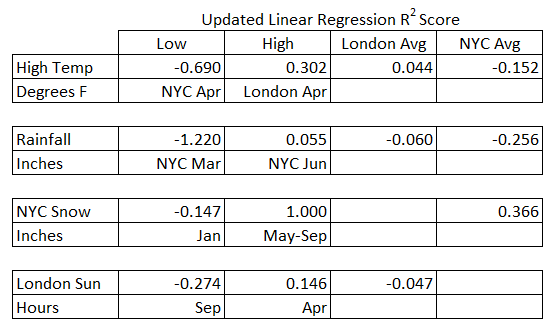 Updated Linear Regression R² Score
Low High London Avg NYC Avg
High Temp -0.690 0.302 0.044 -0.152
Degrees F NYC Apr London Apr
Rainfall -1.220 0.055 -0.060 -0.256
Inches NYC Mar NYC Jun
NYC Snow -0.147 1.000 0.366
Inches Jan May-Sep
London Sun -0.274 0.146 -0.047
Hours Sep Apr